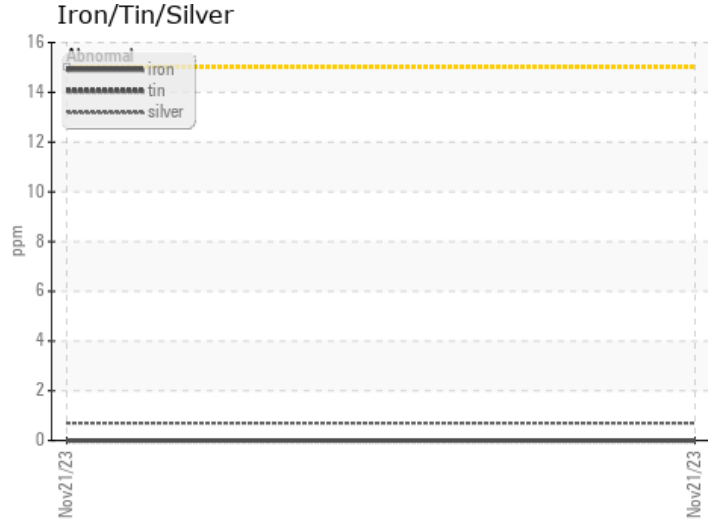 Iron/Tin/Silver
16
14
12
10
8
6
4
2
0
ppm
Abnormal
iron
tin
silver
Nov21/23
Nov21/23